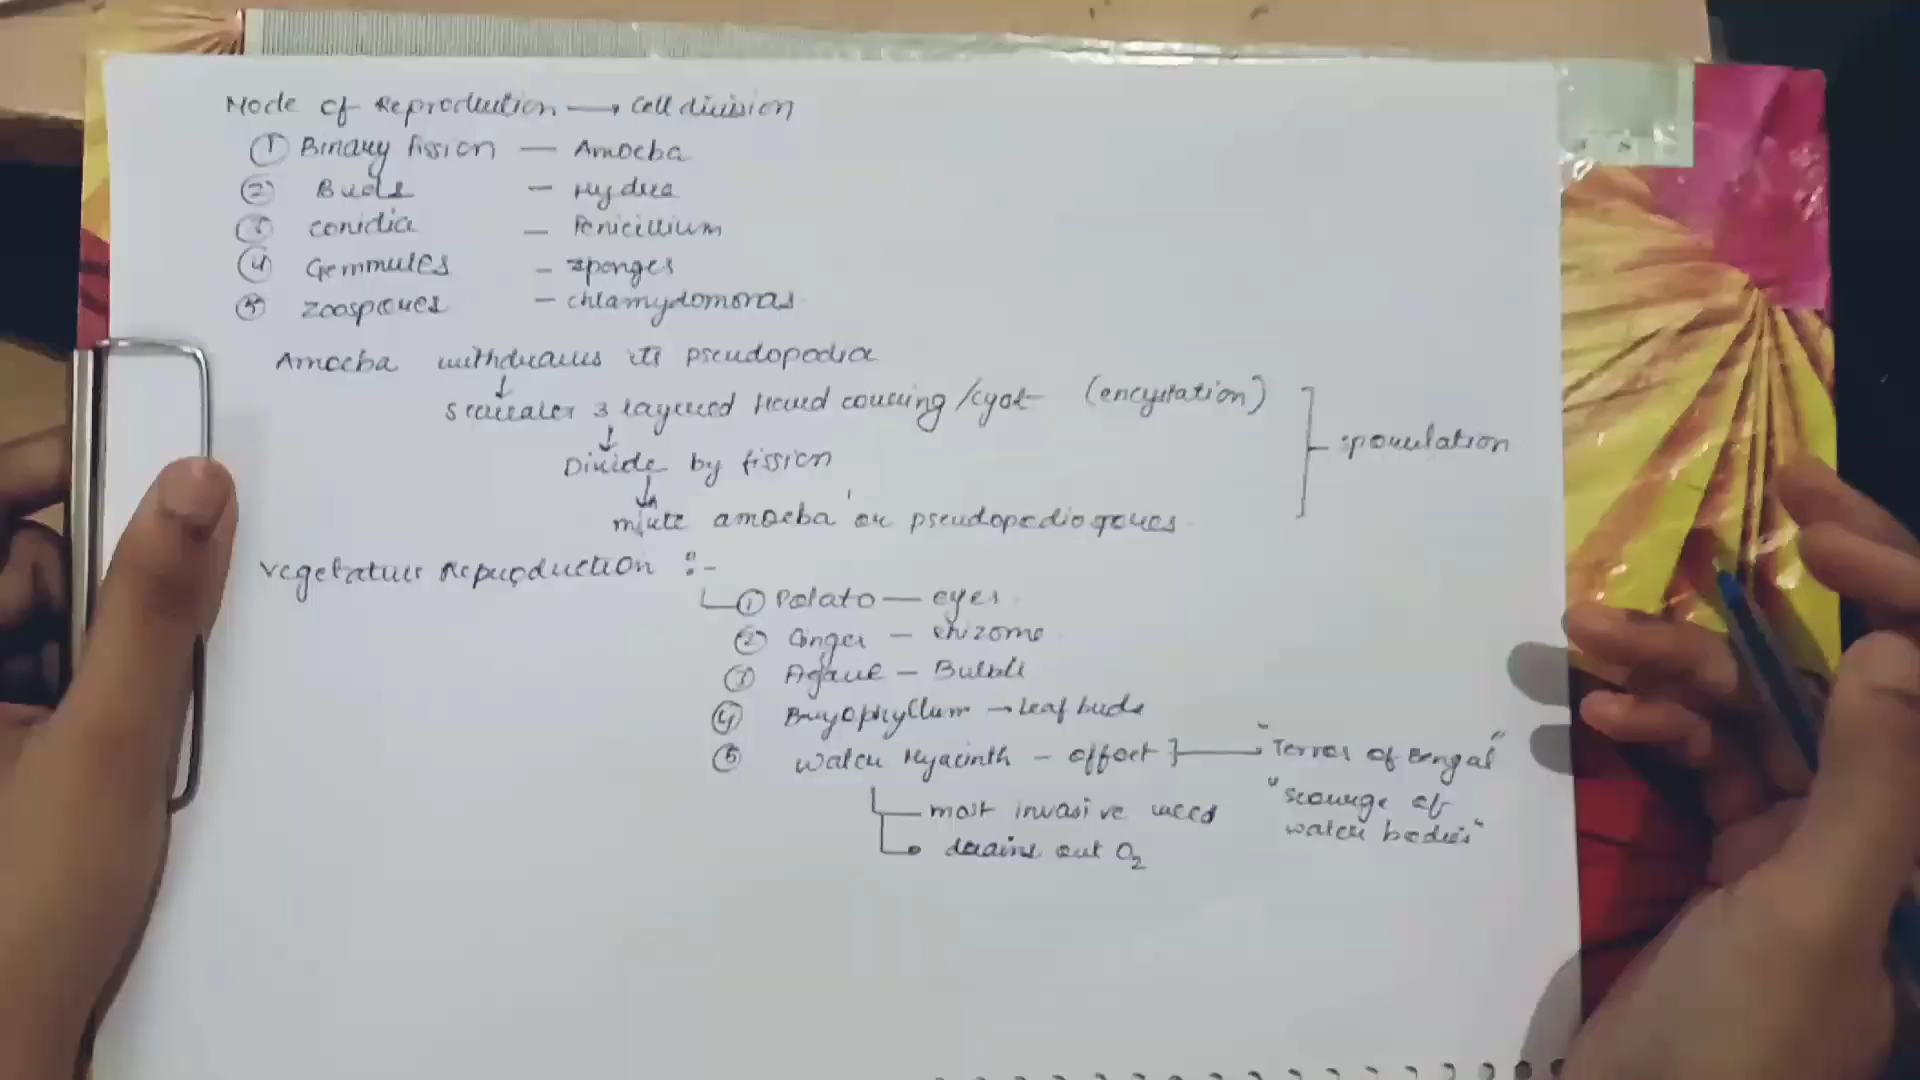 Mode of Reproduction → Cell division
① Binary fission — Amoeba
② Buds — Hydra
③ conidia — Penicillium
④ Gemmules — sponges
⑤ zoospores — chlamydomonas
Amoeba withdraws its pseudopodia
↓
secretes 3 layered Hard covering/cyst (encystation)
↓
Divide by fission
sporulation
↓
amoeba or pseudopodiospores
Vegetative Reproduction :-
① Potato — eyes
② Ginger — rhizome
③ Agave — Bulbil
④ Bryophyllum → leaf buds
⑤ Water Hyacinth — offset } → "Terror of Bengal"
"scourge of
water bodies"
most invasive weed
drains out O2